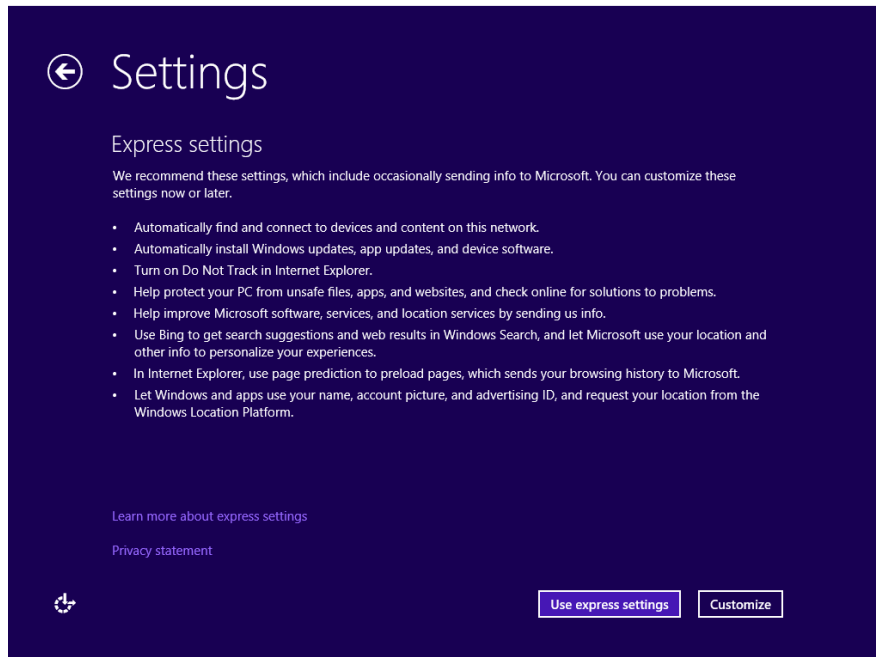 Settings
Express settings
We recommend these settings, which include occasionally sending info to Microsoft. You can customize these
settings now or later.
• Automatically find and connect to devices and content on this network.
• Automatically install Windows updates, app updates, and device software.
• Turn on Do Not Track in Internet Explorer.
• Help protect your PC from unsafe files, apps, and websites, and check online for solutions to problems.
• Help improve Microsoft software, services, and location services by sending us info.
• Use Bing to get search suggestions and web results in Windows Search, and let Microsoft use your location and
other info to personalize your experiences.
• In Internet Explorer, use page prediction to preload pages, which sends your browsing history to Microsoft.
• Let Windows and apps use your name, account picture, and advertising ID, and request your location from the
Windows Location Platform.
Learn more about express settings
Privacy statement
Use express settings
Customize